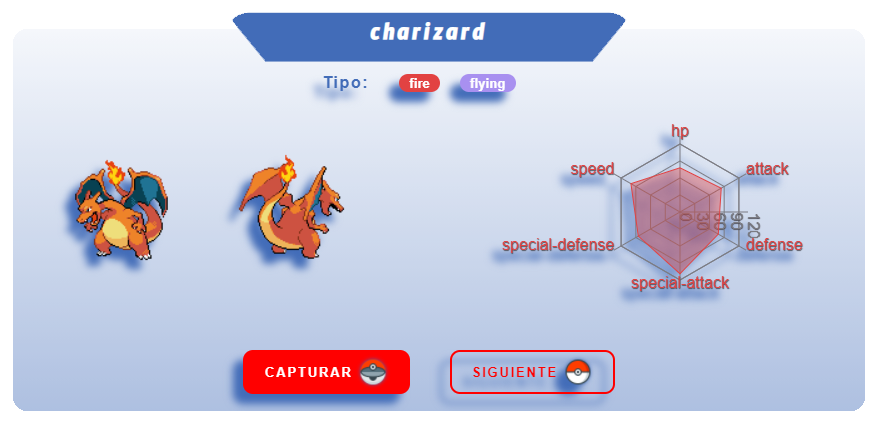 charizard
Tipo: fire flying
hp
speed attack
0 30 60 90 120
special-defense defense
special-attack
CAPTURAR SIGUIENTE